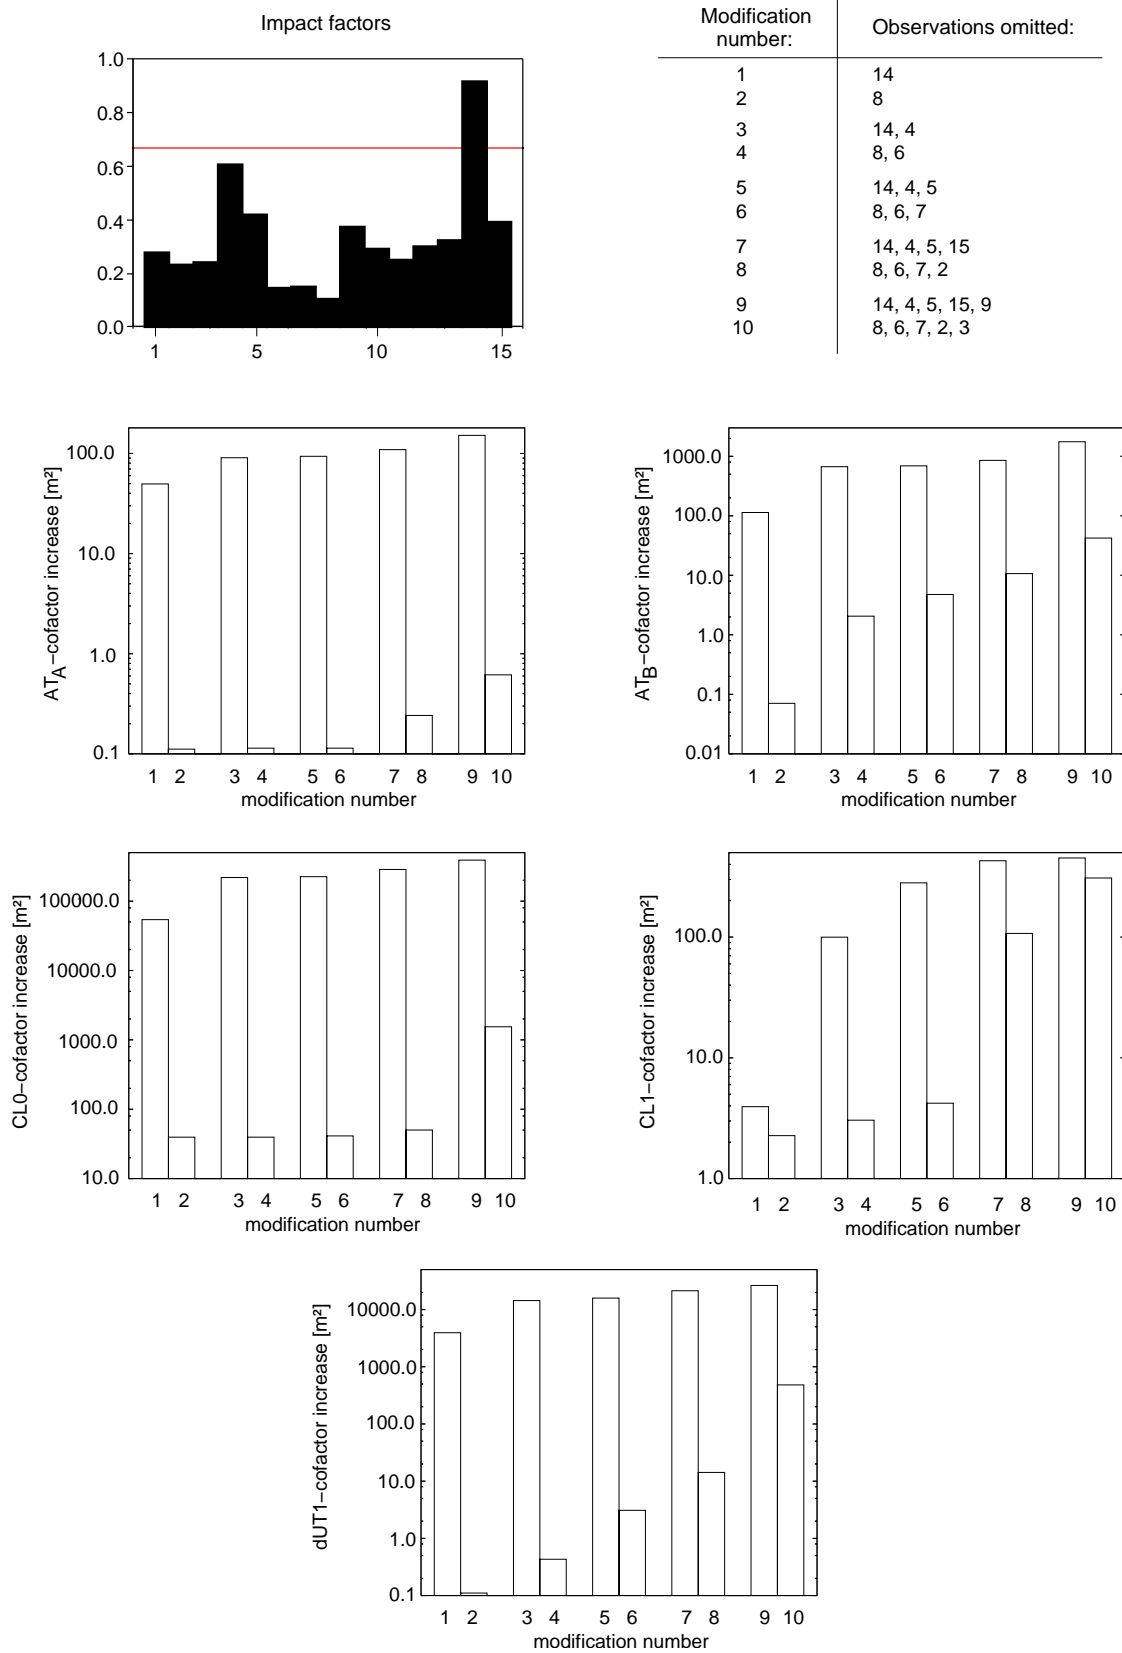 Impact factors
1.0
0.8
0.6
0.4
0.2
0.0
1 5 10 15
Modification
number:
Observations omitted:
1 14
2 8
3 14, 4
4 8, 6
5 14, 4, 5
6 8, 6, 7
7 14, 4, 5, 15
8 8, 6, 7, 2
9 14, 4, 5, 15, 9
10 8, 6, 7, 2, 3
AT_A−cofactor increase [m²]
100.0
10.0
1.0
0.1
1 2 3 4 5 6 7 8 9 10
modification number
AT_B−cofactor increase [m²]
1000.0
100.0
10.0
1.0
0.1
0.01
1 2 3 4 5 6 7 8 9 10
modification number
CL0−cofactor increase [m²]
100000.0
10000.0
1000.0
100.0
10.0
1 2 3 4 5 6 7 8 9 10
modification number
CL1−cofactor increase [m²]
100.0
10.0
1.0
1 2 3 4 5 6 7 8 9 10
modification number
dUT1−cofactor increase [m²]
10000.0
1000.0
100.0
10.0
1.0
0.1
1 2 3 4 5 6 7 8 9 10
modification number